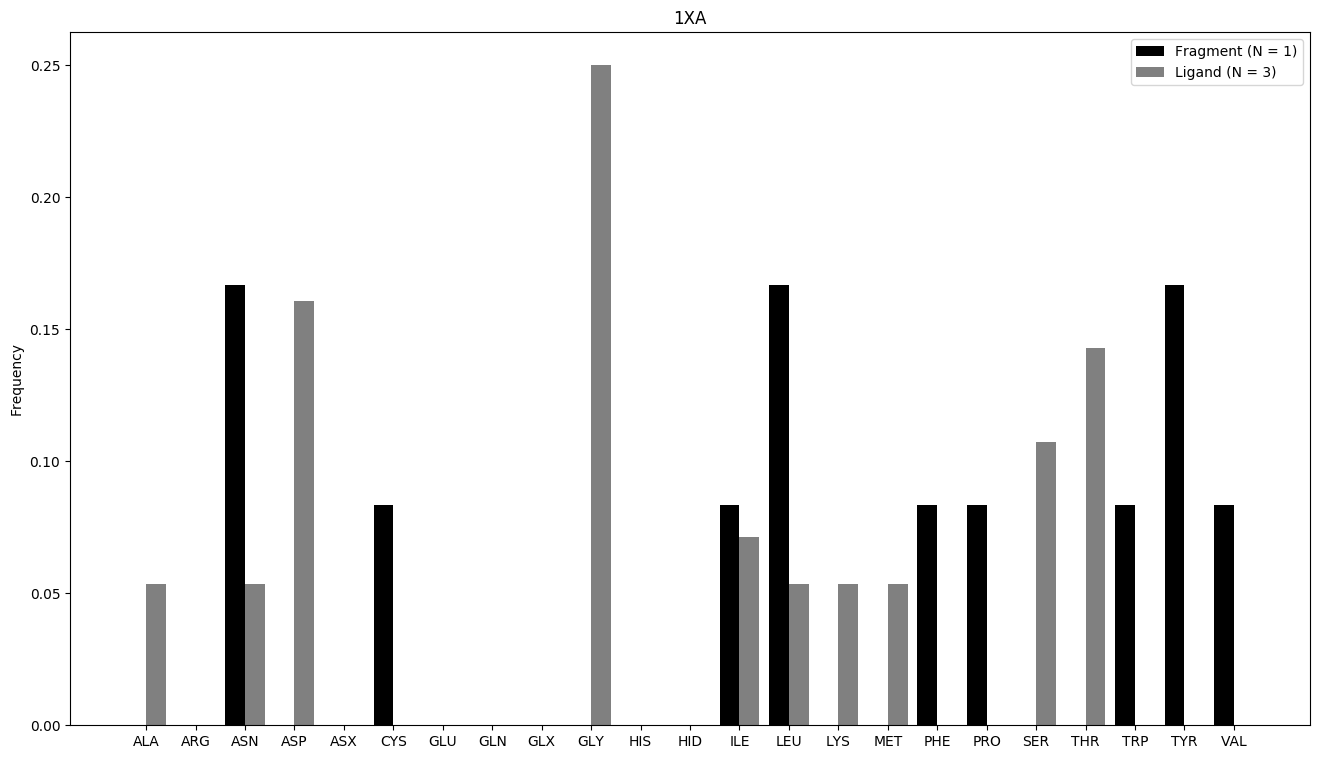 1XA
Fragment (N = 1)
Ligand (N = 3)
0.25
0.20
0.15
0.10
0.05
0.00
Frequency
ALA ARG ASN ASP ASX CYS GLU GLN GLX GLY HIS HID ILE LEU LYS MET PHE PRO SER THR TRP TYR VAL